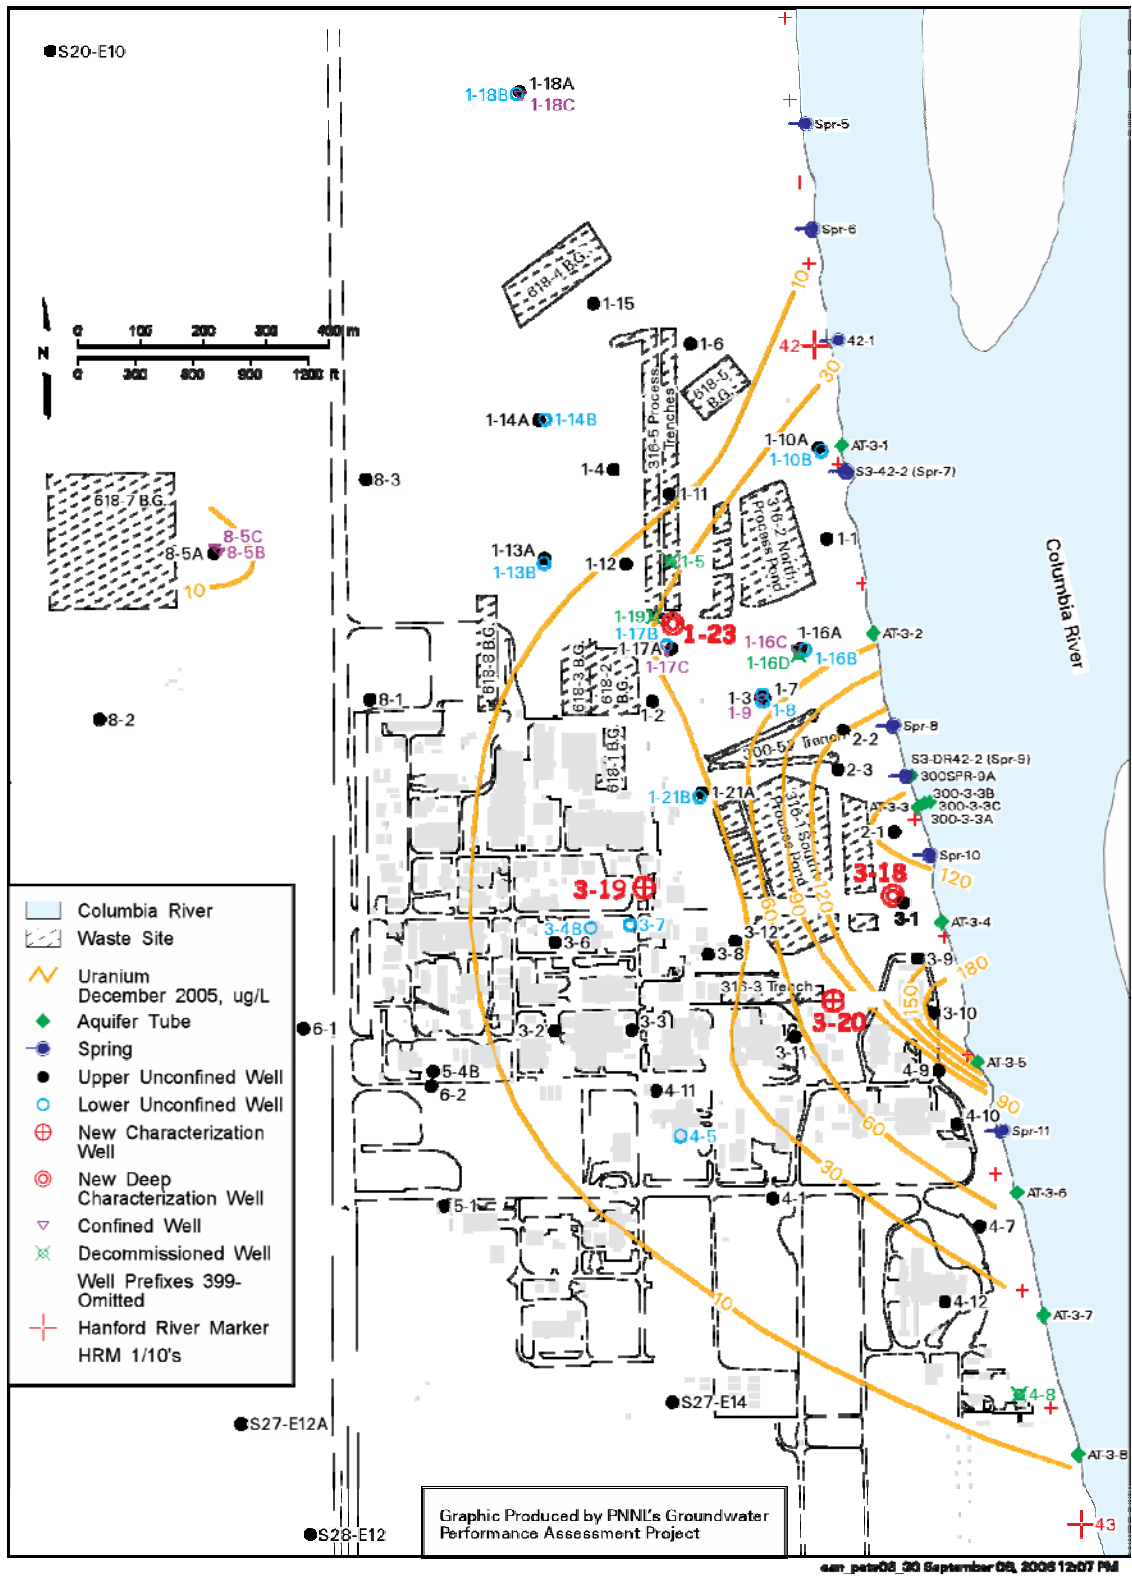 S20-E10
1-18A
1-18B
1-18C
Spr-5
Spr-6
618-4 B.G.
1-15
10
0 100 200 300 400 m
N
0 300 600 900 1200 ft
1-6
42
42-1
30
618-5 B.G.
316-5 Process Trenches
1-14A
1-14B
1-10A
1-10B
AT-3-1
S3-42-2 (Spr-7)
1-4
8-3
618-7 B.G.
1-11
316-2 North Process Pond
1-1
8-5C
8-5A
8-5B
10
1-13A
1-13B
1-12
1-5
Columbia River
1-19
1-23
1-17B
1-17A
1-17C
1-16C
1-16A
1-16D
1-16B
AT-3-2
618-8 B.G.
618-3 B.G.
618-2 B.G.
8-1
8-2
1-2
1-3
1-7
1-9
1-8
2-2
Spr-8
618-1 B.G.
2-3
S3-DR42-2 (Spr-9)
300SPR-9A
1-21A
1-21B
300-3-3B
AT-3-3
300-3-3C
300-3-3A
316-1 South Process Pond
2-1
Spr-10
120
3-19
3-18
3-1
60
90
120
AT-3-4
3-4B
3-7
3-6
3-12
3-8
3-9
180
316-3 Trench
150
3-20
3-10
6-1
3-2
3-3
3-11
AT-3-5
5-4B
6-2
4-11
4-9
90
4-10
60
4-5
Spr-11
30
5-1
4-1
AT-3-6
4-7
10
4-12
AT-3-7
4-8
S27-E14
S27-E12A
AT-3-8
S28-E12
43
Columbia River
Waste Site
Uranium
December 2005, ug/L
Aquifer Tube
Spring
Upper Unconfined Well
Lower Unconfined Well
New Characterization
Well
New Deep
Characterization Well
Confined Well
Decommissioned Well
Well Prefixes 399-
Omitted
Hanford River Marker
HRM 1/10's
Graphic Produced by PNNL's Groundwater
Performance Assessment Project
September 06, 2006 12:07 PM